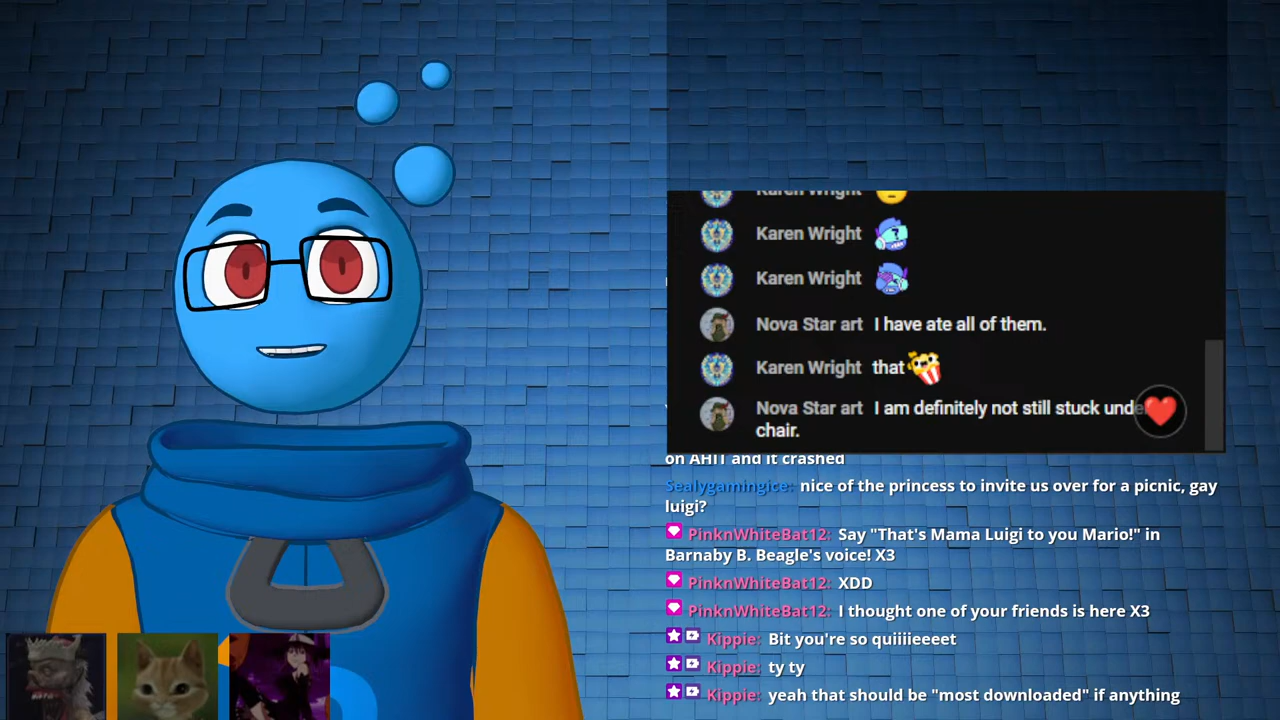 Karen Wright
Karen Wright
Karen Wright
Nova Star art I have ate all of them.
Karen Wright that
Nova Star art I am definitely not still stuck unde
chair.
on AHIT and it crashed
Sealygamingice: nice of the princess to invite us over for a picnic, gay
luigi?
PinknWhiteBat12: Say "That's Mama Luigi to you Mario!" in
Barnaby B. Beagle's voice! X3
PinknWhiteBat12: XDD
PinknWhiteBat12: I thought one of your friends is here X3
Kippie: Bit you're so quiiiieeeet
Kippie: ty ty
Kippie: yeah that should be "most downloaded" if anything